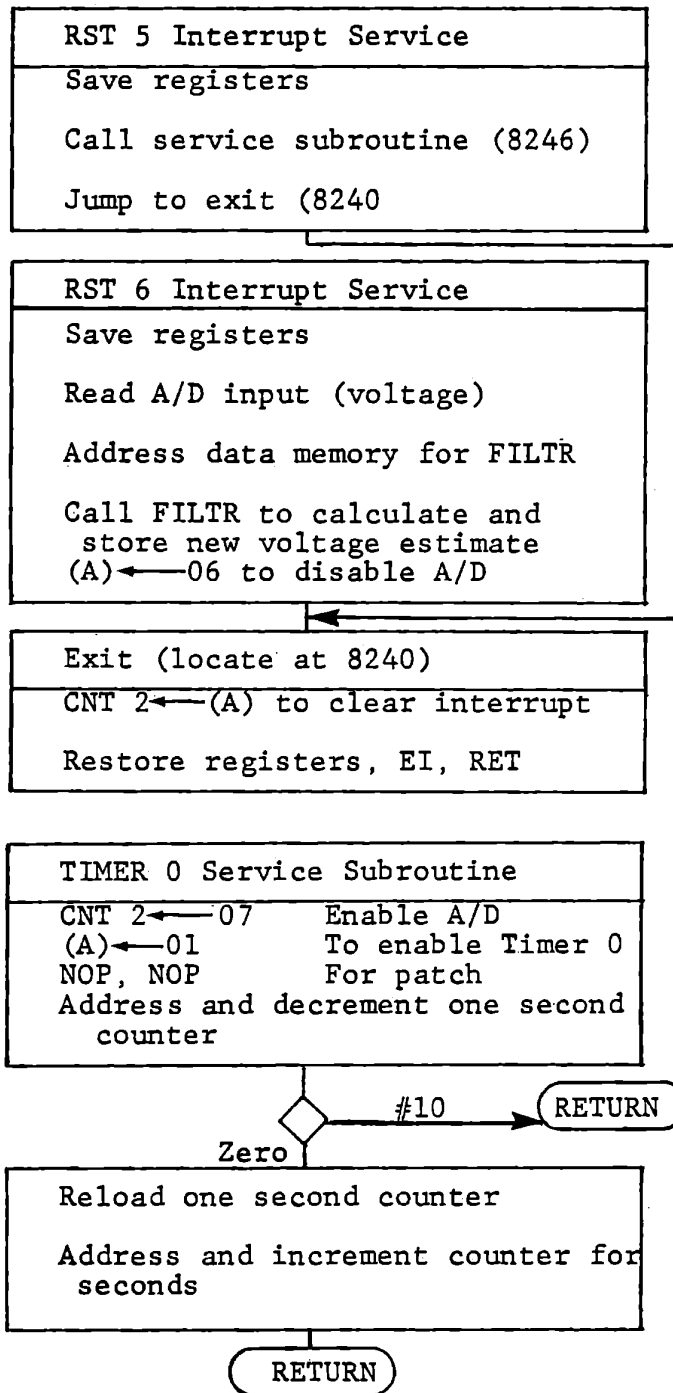 RST 5 Interrupt Service
Save registers
Call service subroutine (8246)
Jump to exit (8240
RST 6 Interrupt Service
Save registers
Read A/D input (voltage)
Address data memory for FILTR
Call FILTR to calculate and
store new voltage estimate
(A)←06 to disable A/D
Exit (locate at 8240)
CNT 2←(A) to clear interrupt
Restore registers, EI, RET
TIMER 0 Service Subroutine
CNT 2←07 Enable A/D
(A)←01 To enable Timer 0
NOP, NOP For patch
Address and decrement one second
counter
#10
RETURN
Zero
Reload one second counter
Address and increment counter for
seconds
RETURN